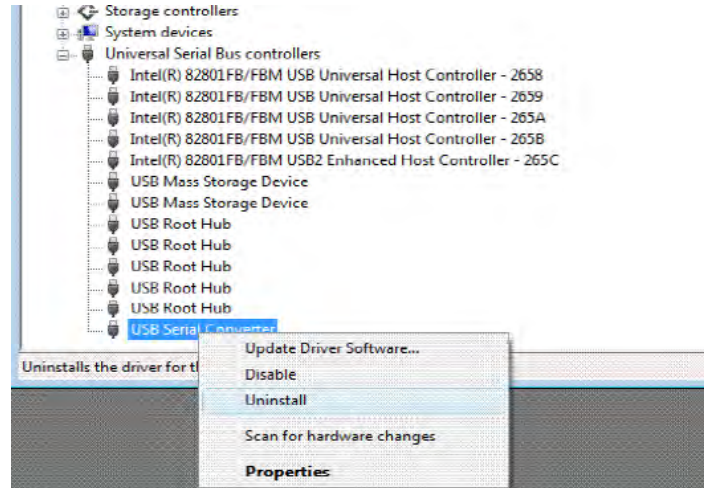 Storage controllers
System devices
Universal Serial Bus controllers
Intel(R) 82801FB/FBM USB Universal Host Controller - 2658
Intel(R) 82801FB/FBM USB Universal Host Controller - 2659
Intel(R) 82801FB/FBM USB Universal Host Controller - 265A
Intel(R) 82801FB/FBM USB Universal Host Controller - 265B
Intel(R) 82801FB/FBM USB2 Enhanced Host Controller - 265C
USB Mass Storage Device
USB Mass Storage Device
USB Root Hub
USB Root Hub
USB Root Hub
USB Root Hub
USB Root Hub
USB Serial Converter
Update Driver Software...
Uninstalls the driver for th
Disable
Uninstall
Scan for hardware changes
Properties